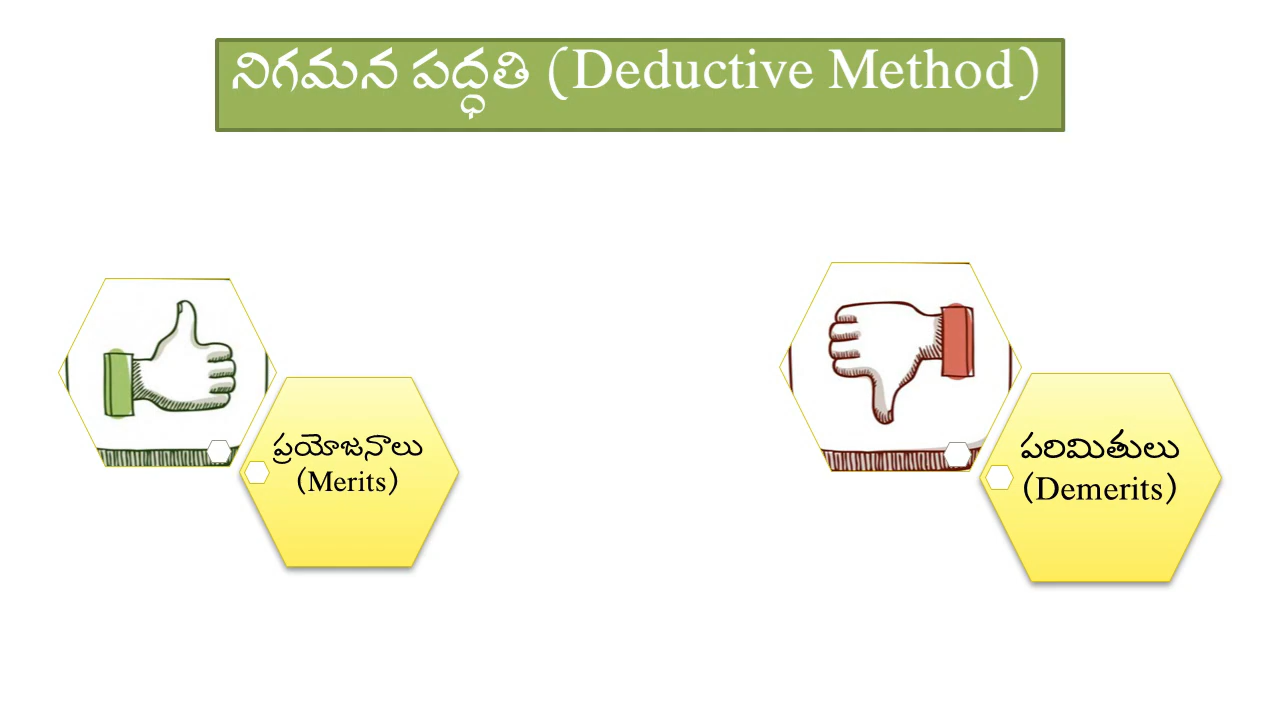 నిగమన పద్ధతి (Deductive Method)
ప్రయోజనాలు
(Merits)
పరిమితులు
(Demerits)